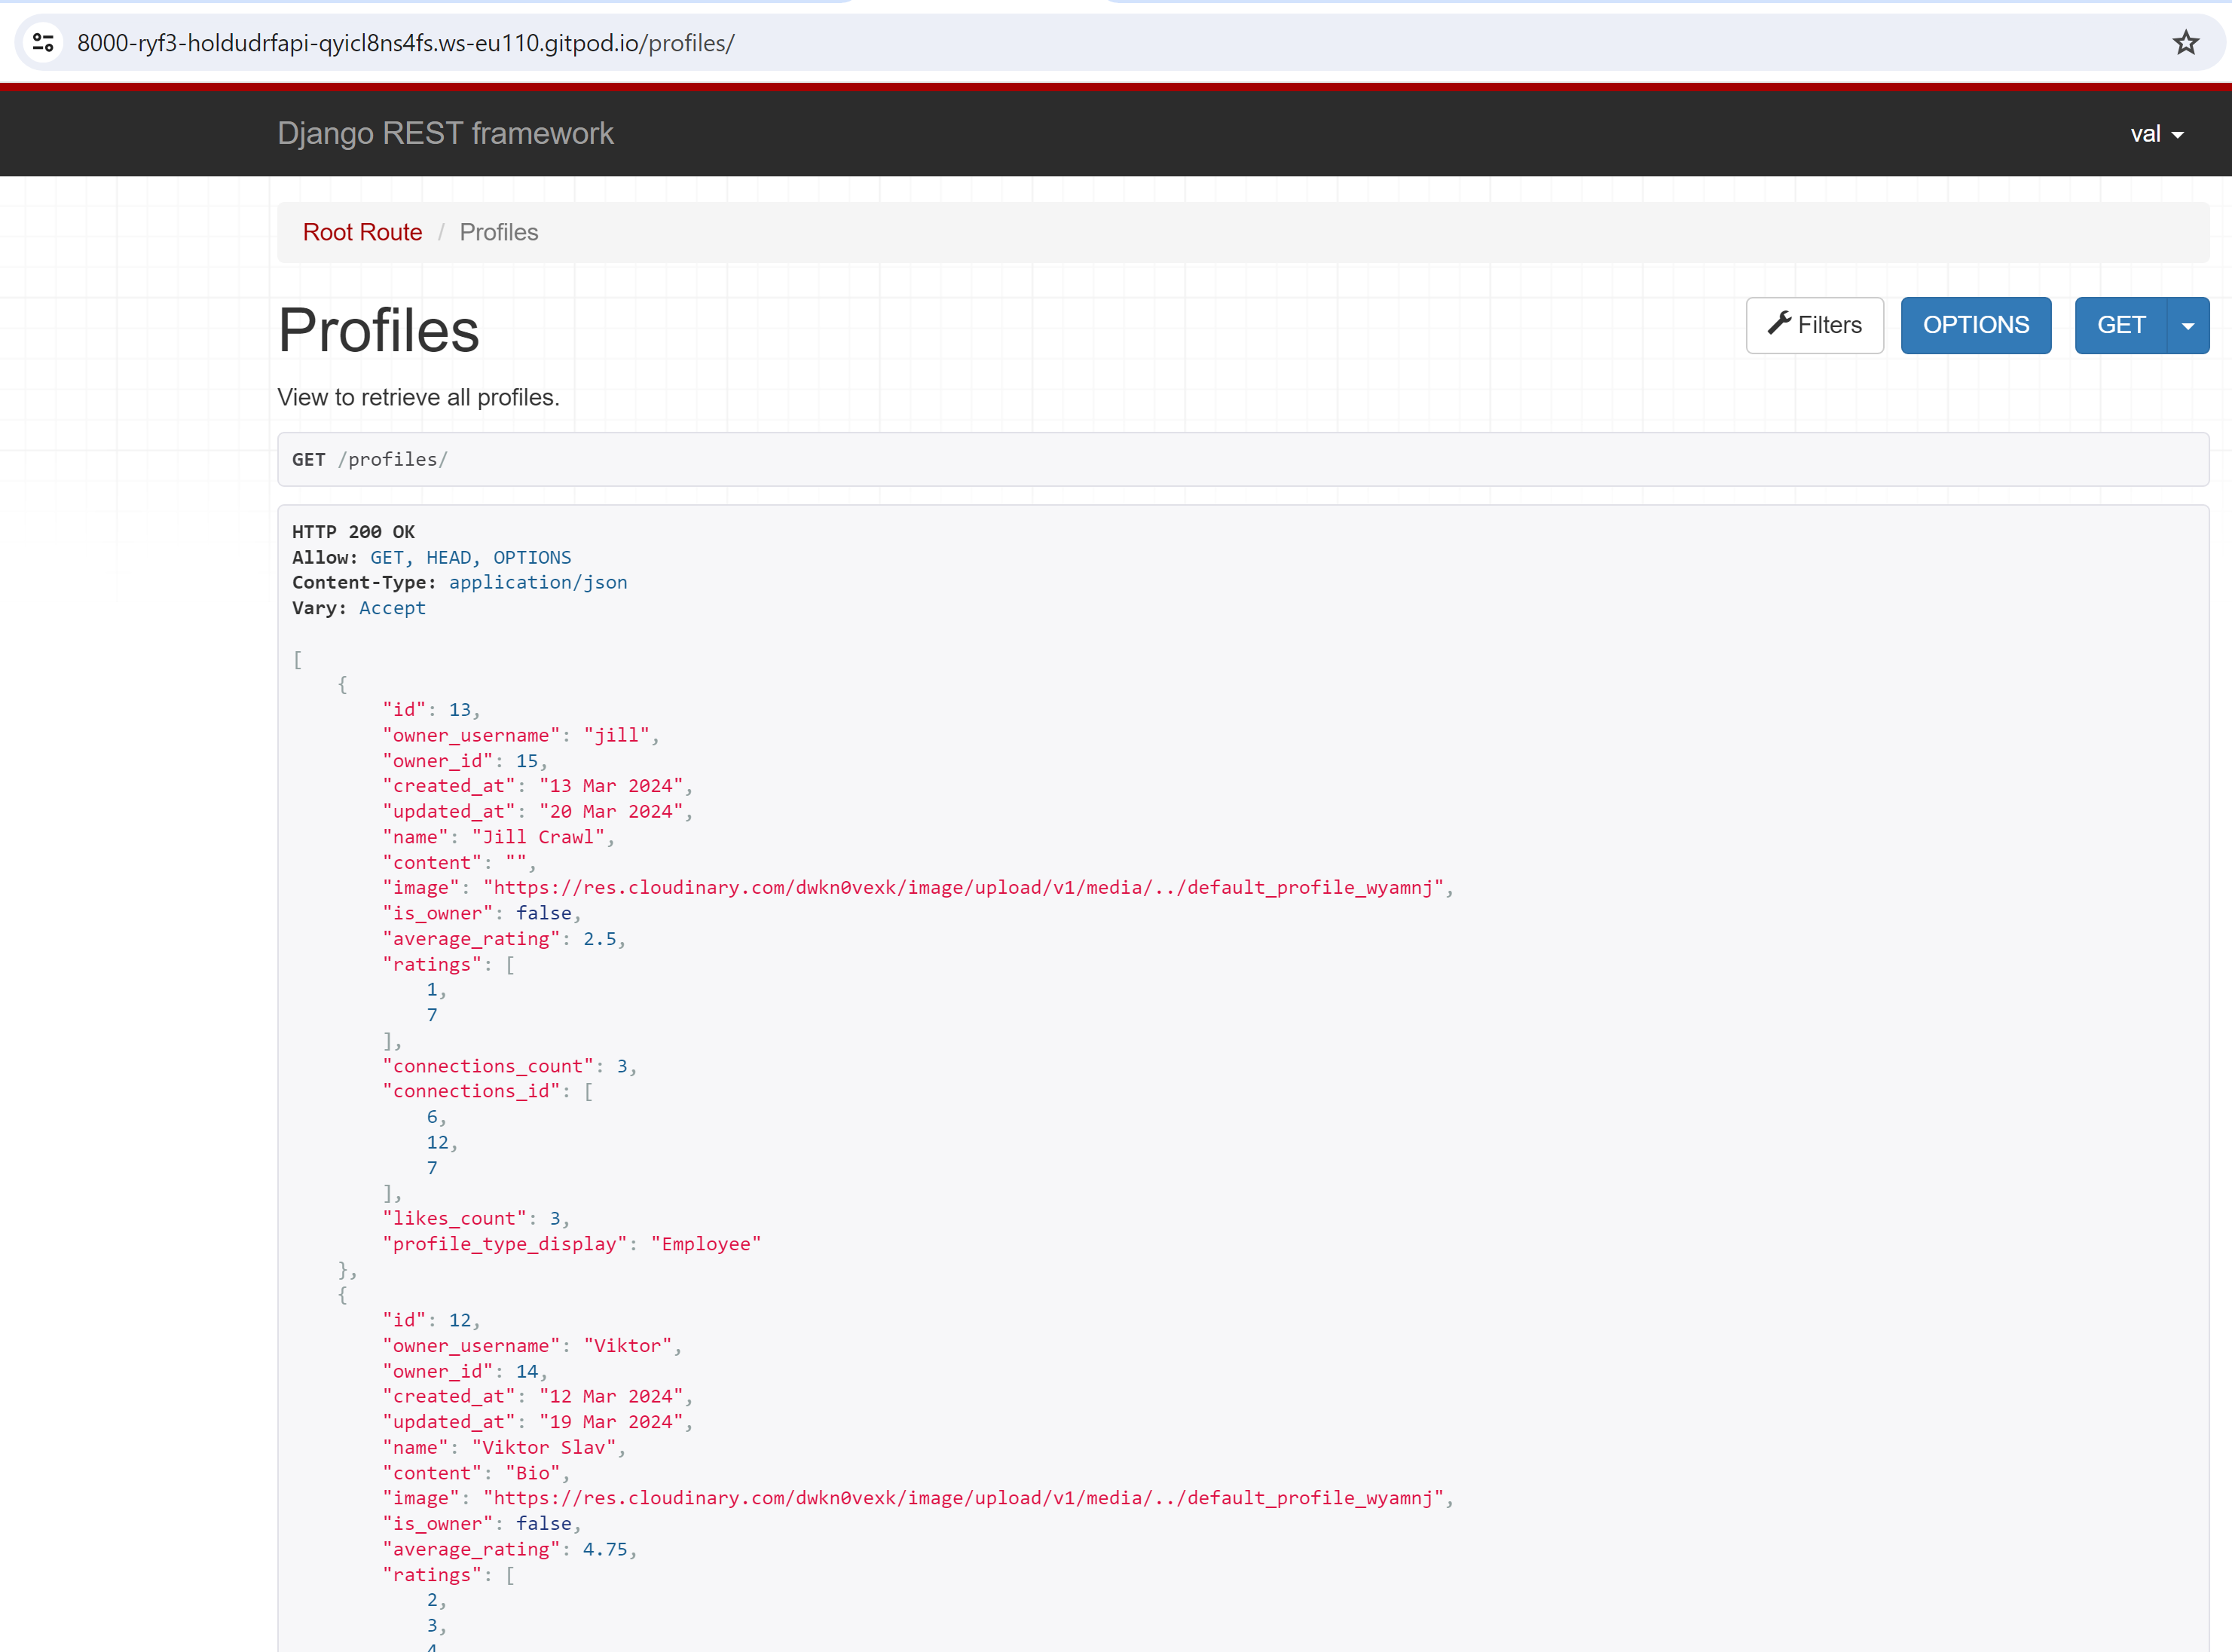 8000-ryf3-holdudrfapi-qyicl8ns4fs.ws-eu110.gitpod.io/profiles/
Django REST framework
val
Root Route / Profiles
Profiles
Filters
OPTIONS
GET
View to retrieve all profiles.
GET /profiles/
HTTP 200 OK
Allow: GET, HEAD, OPTIONS
Content-Type: application/json
Vary: Accept
[
{
"id": 13,
"owner_username": "jill",
"owner_id": 15,
"created_at": "13 Mar 2024",
"updated_at": "20 Mar 2024",
"name": "Jill Crawl",
"content": "",
"image": "https://res.cloudinary.com/dwkn0vexk/image/upload/v1/media/../default_profile_wyamnj",
"is_owner": false,
"average_rating": 2.5,
"ratings": [
1,
7
],
"connections_count": 3,
"connections_id": [
6,
12,
7
],
"likes_count": 3,
"profile_type_display": "Employee"
},
{
"id": 12,
"owner_username": "Viktor",
"owner_id": 14,
"created_at": "12 Mar 2024",
"updated_at": "19 Mar 2024",
"name": "Viktor Slav",
"content": "Bio",
"image": "https://res.cloudinary.com/dwkn0vexk/image/upload/v1/media/../default_profile_wyamnj",
"is_owner": false,
"average_rating": 4.75,
"ratings": [
2,
3,